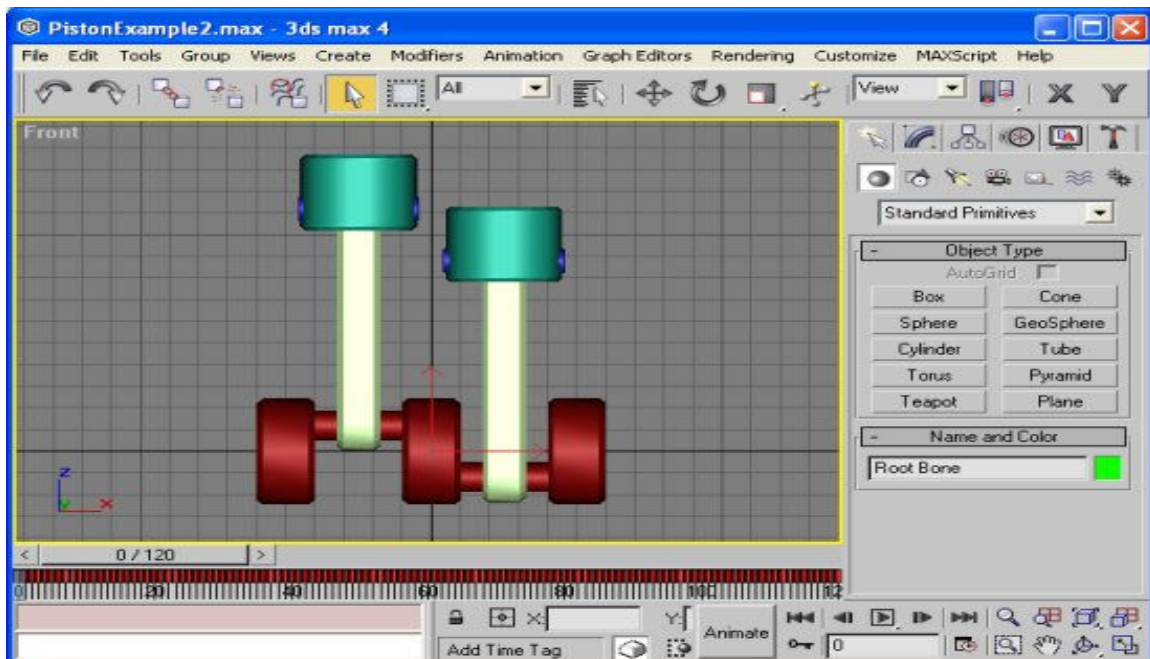 PistonExample2.max - 3ds max 4
File Edit Tools Group Views Create Modifiers Animation Graph Editors Rendering Customize MAXScript Help
All View X Y
Front
Standard Primitives
- Object Type
AutoGrid
Box Cone
Sphere GeoSphere
Cylinder Tube
Torus Pyramid
Teapot Plane
- Name and Color
Root Bone
z
y x
< 0 / 120 >
0 20 40 60 80 100 12
X: Y: Animate
Add Time Tag 0